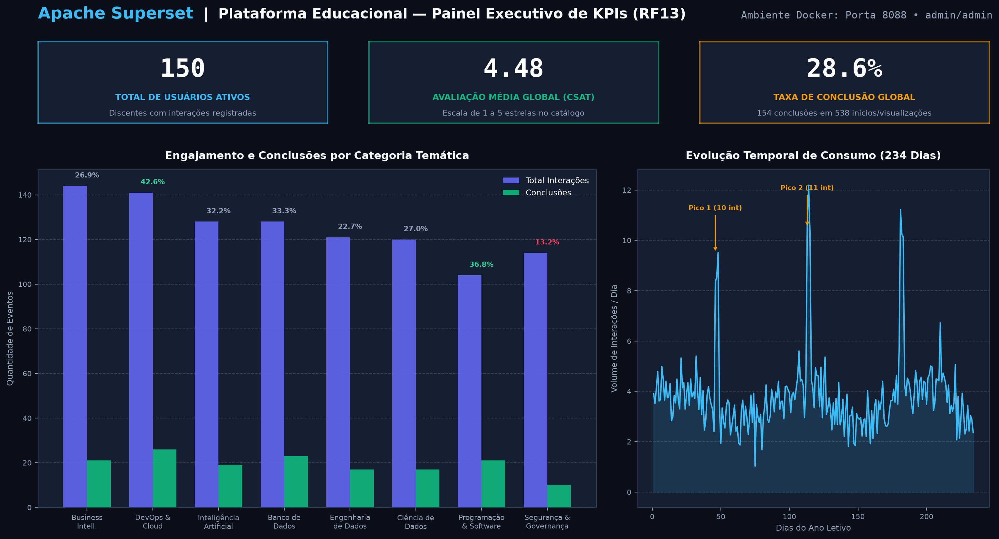 Apache Superset | Plataforma Educacional — Painel Executivo de KPIs (RF13)
Ambiente Docker: Porta 8088 • admin/admin
150
TOTAL DE USUÁRIOS ATIVOS
Discentes com interações registradas
4.48
AVALIAÇÃO MÉDIA GLOBAL (CSAT)
Escala de 1 a 5 estrelas no catálogo
28.6%
TAXA DE CONCLUSÃO GLOBAL
154 conclusões em 538 inícios/visualizações
Engajamento e Conclusões por Categoria Temática
Quantidade de Eventos
140
120
100
80
60
40
20
0
26.9%
42.6%
32.2%
33.3%
22.7%
27.0%
36.8%
13.2%
Total Interações
Conclusões
Business
Intell.
DevOps &
Cloud
Inteligência
Artificial
Banco de
Dados
Engenharia
de Dados
Ciência de
Dados
Programação
& Software
Segurança &
Governança
Evolução Temporal de Consumo (234 Dias)
Volume de Interações / Dia
12
10
8
6
4
2
0
Pico 1 (10 int)
Pico 2 (11 int)
0
50
100
150
200
Dias do Ano Letivo